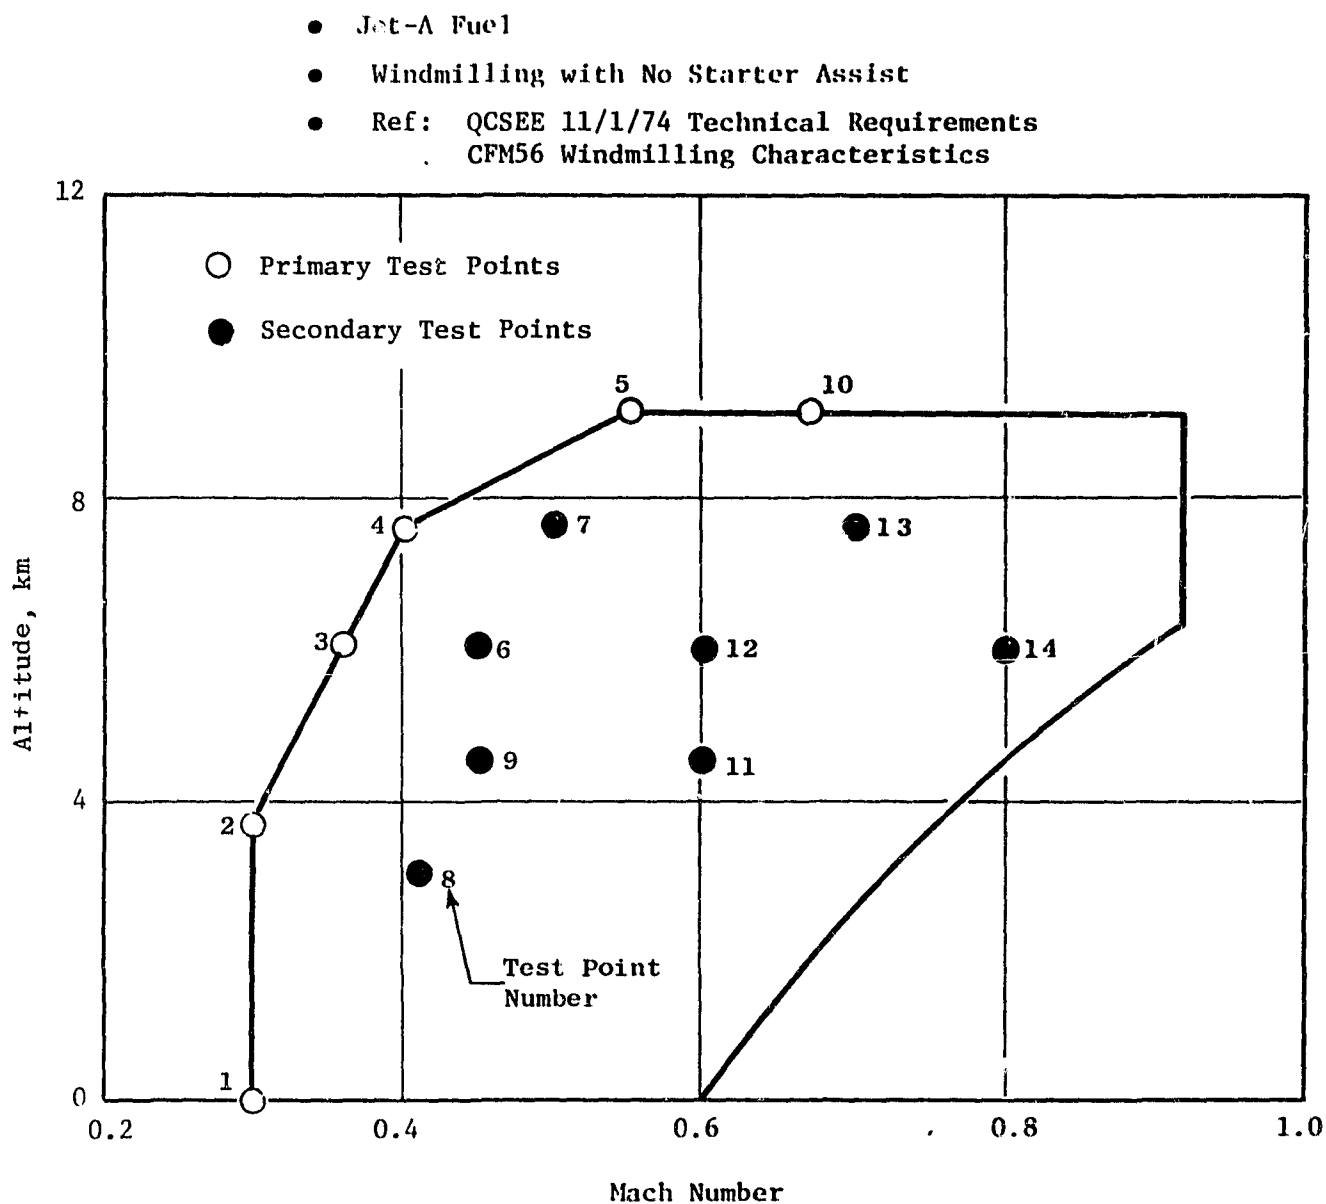 ● Jet-A Fuel
● Windmilling with No Starter Assist
● Ref: QCSEE 11/1/74 Technical Requirements
CFM56 Windmilling Characteristics
12
Primary Test Points
Secondary Test Points
5
10
8
4
7
13
3
6
12
14
9
11
4
2
8
Test Point
Number
1
0
0.2
0.4
0.6
0.8
1.0
Altitude, km
Mach Number